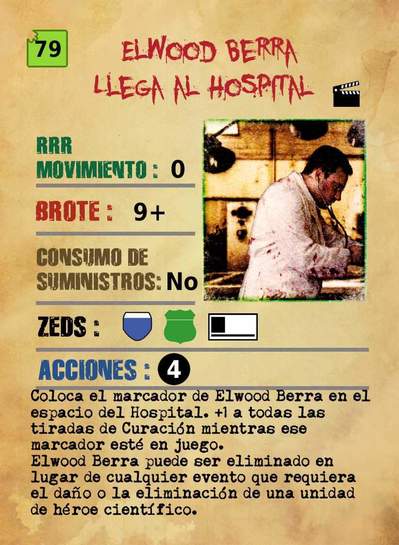 79
ELWOOD BERRA
LLEGA AL HOSPITAL
RRR
MOVIMIENTO : 0
BROTE : 9+
CONSUMO DE
SUMINISTROS: No
ZEDS :
ACCIONES : 4
Coloca el marcador de Elwood Berra en el
espacio del Hospital. +1 a todas las
tiradas de Curación mientras ese
marcador esté en juego.
Elwood Berra puede ser eliminado en
lugar de cualquier evento que requiera
el daño o la eliminación de una unidad
de héroe científico.